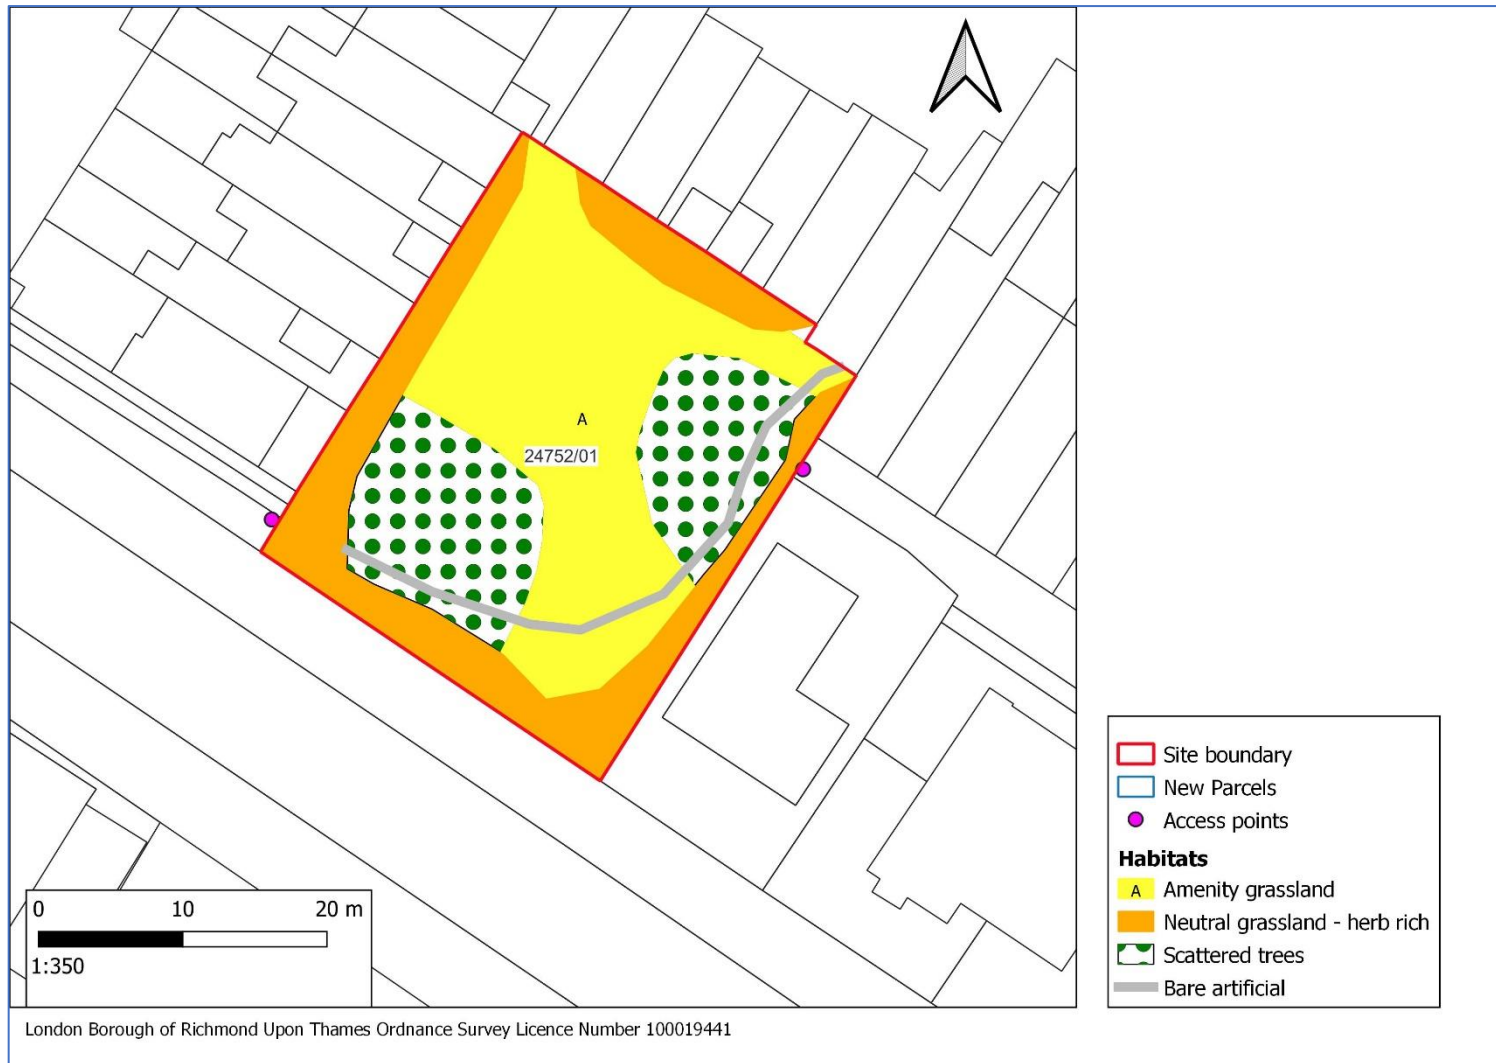 A
24752/01
Site boundary
New Parcels
Access points
Habitats
A Amenity grassland
Neutral grassland - herb rich
Scattered trees
Bare artificial
0 10 20 m
1:350
London Borough of Richmond Upon Thames Ordnance Survey Licence Number 100019441